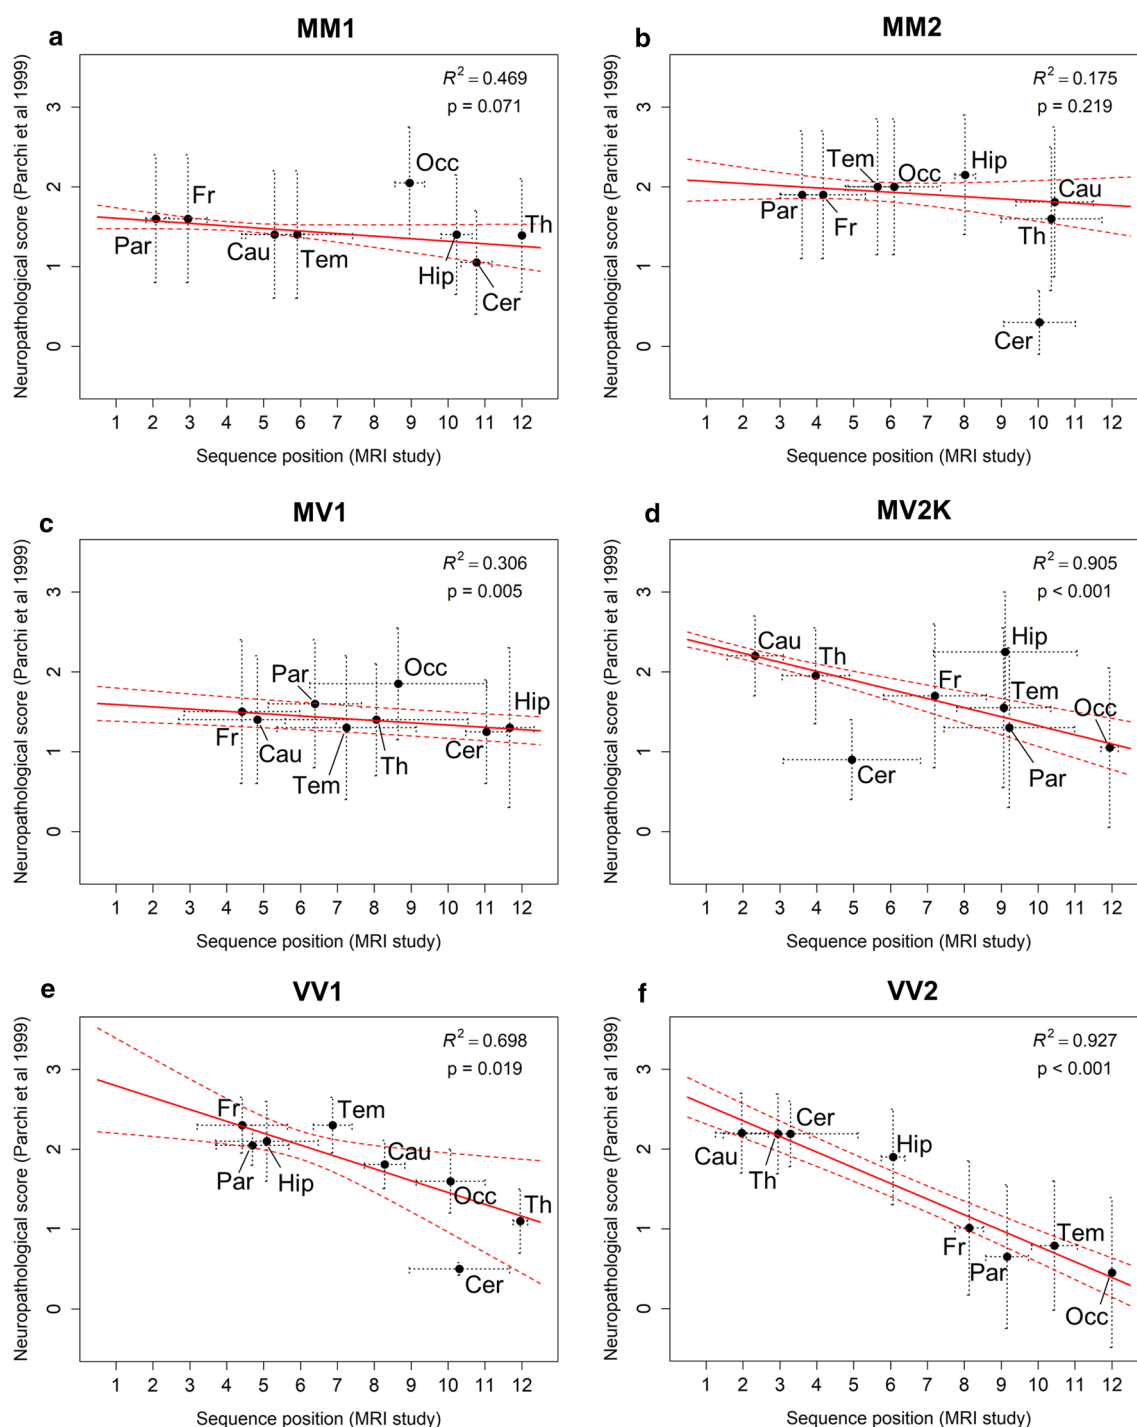 a
MM1
R² = 0.469
p = 0.071
3
2
1
0
Neuropathological score (Parchi et al 1999)
Par
Fr
Cau
Tem
Occ
Hip
Cer
Th
1 2 3 4 5 6 7 8 9 10 11 12
Sequence position (MRI study)
b
MM2
R² = 0.175
p = 0.219
3
2
1
0
Neuropathological score (Parchi et al 1999)
Par
Fr
Tem
Occ
Hip
Cau
Th
Cer
1 2 3 4 5 6 7 8 9 10 11 12
Sequence position (MRI study)
c
MV1
R² = 0.306
p = 0.005
3
2
1
0
Neuropathological score (Parchi et al 1999)
Fr
Cau
Par
Tem
Th
Occ
Cer
Hip
1 2 3 4 5 6 7 8 9 10 11 12
Sequence position (MRI study)
d
MV2K
R² = 0.905
p < 0.001
3
2
1
0
Neuropathological score (Parchi et al 1999)
Cau
Th
Cer
Fr
Hip
Tem
Par
Occ
1 2 3 4 5 6 7 8 9 10 11 12
Sequence position (MRI study)
e
VV1
R² = 0.698
p = 0.019
3
2
1
0
Neuropathological score (Parchi et al 1999)
Fr
Par
Hip
Tem
Cau
Occ
Cer
Th
1 2 3 4 5 6 7 8 9 10 11 12
Sequence position (MRI study)
f
VV2
R² = 0.927
p < 0.001
3
2
1
0
Neuropathological score (Parchi et al 1999)
Cau
Th
Cer
Hip
Fr
Par
Tem
Occ
1 2 3 4 5 6 7 8 9 10 11 12
Sequence position (MRI study)